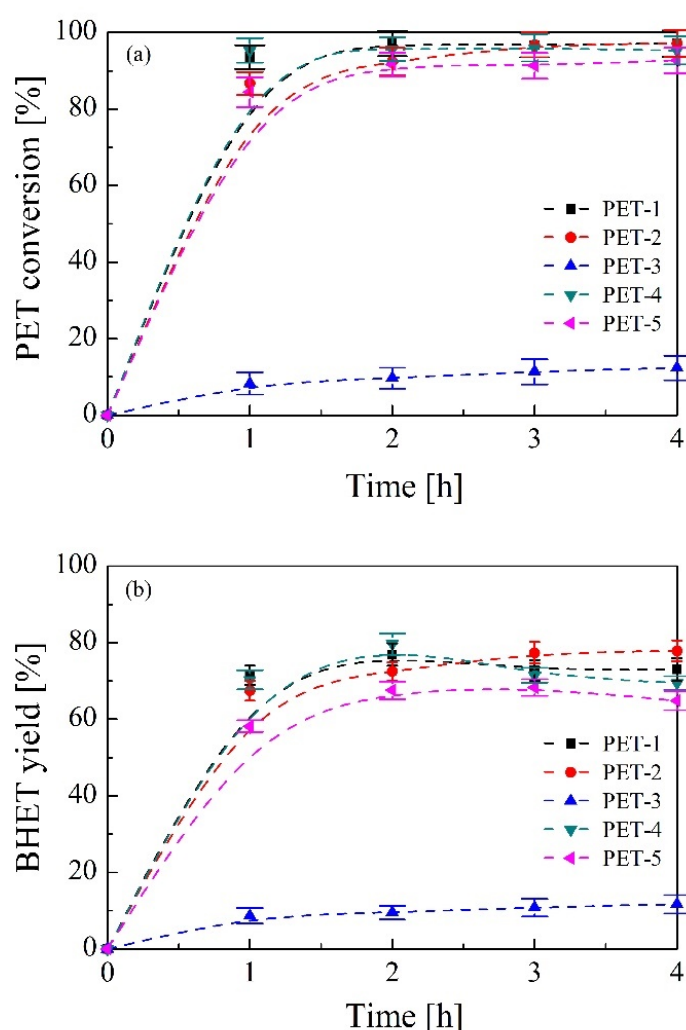 100
(a)
80
60
40
20
0
PET conversion [%]
PET-1
PET-2
PET-3
PET-4
PET-5
0 1 2 3 4
Time [h]
100
(b)
80
60
40
20
0
BHET yield [%]
PET-1
PET-2
PET-3
PET-4
PET-5
0 1 2 3 4
Time [h]